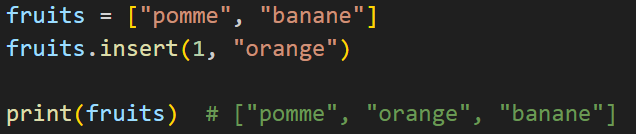 fruits = ["pomme", "banane"]
fruits.insert(1, "orange")
print(fruits)  # ["pomme", "orange", "banane"]